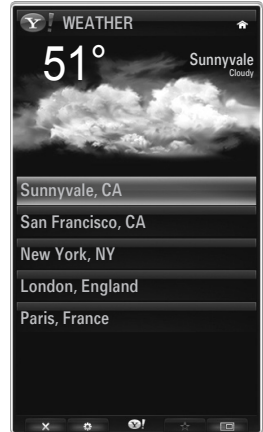 Y! WEATHER
51°
Sunnyvale
Cloudy
Sunnyvale, CA
San Francisco, CA
New York, NY
London, England
Paris, France
Y!